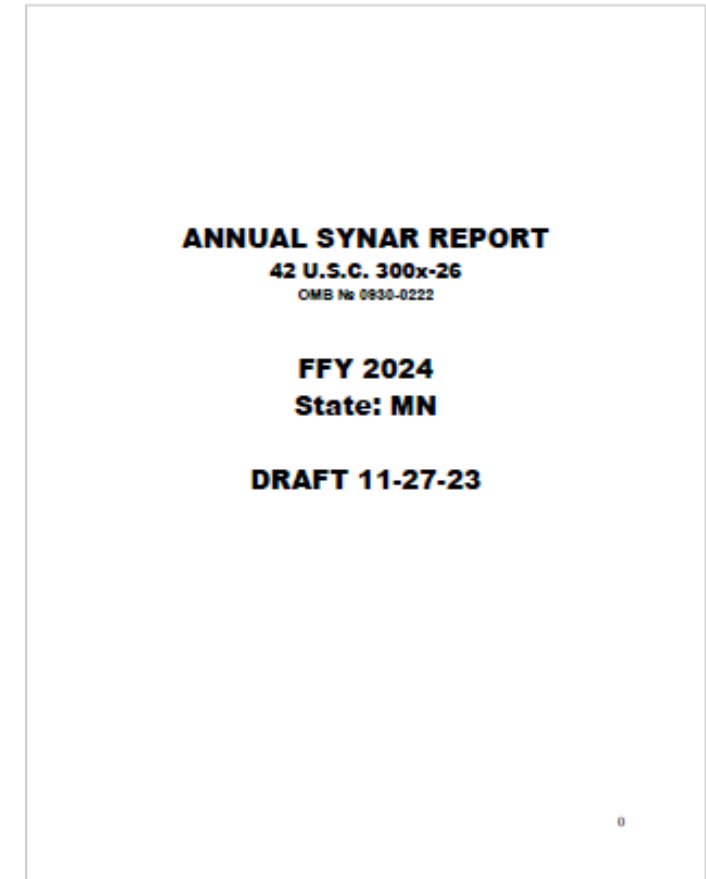 ANNUAL SYNAR REPORT
42 U.S.C. 300x-26
OMB № 0930-0222
FFY 2024
State: MN
DRAFT 11-27-23
0